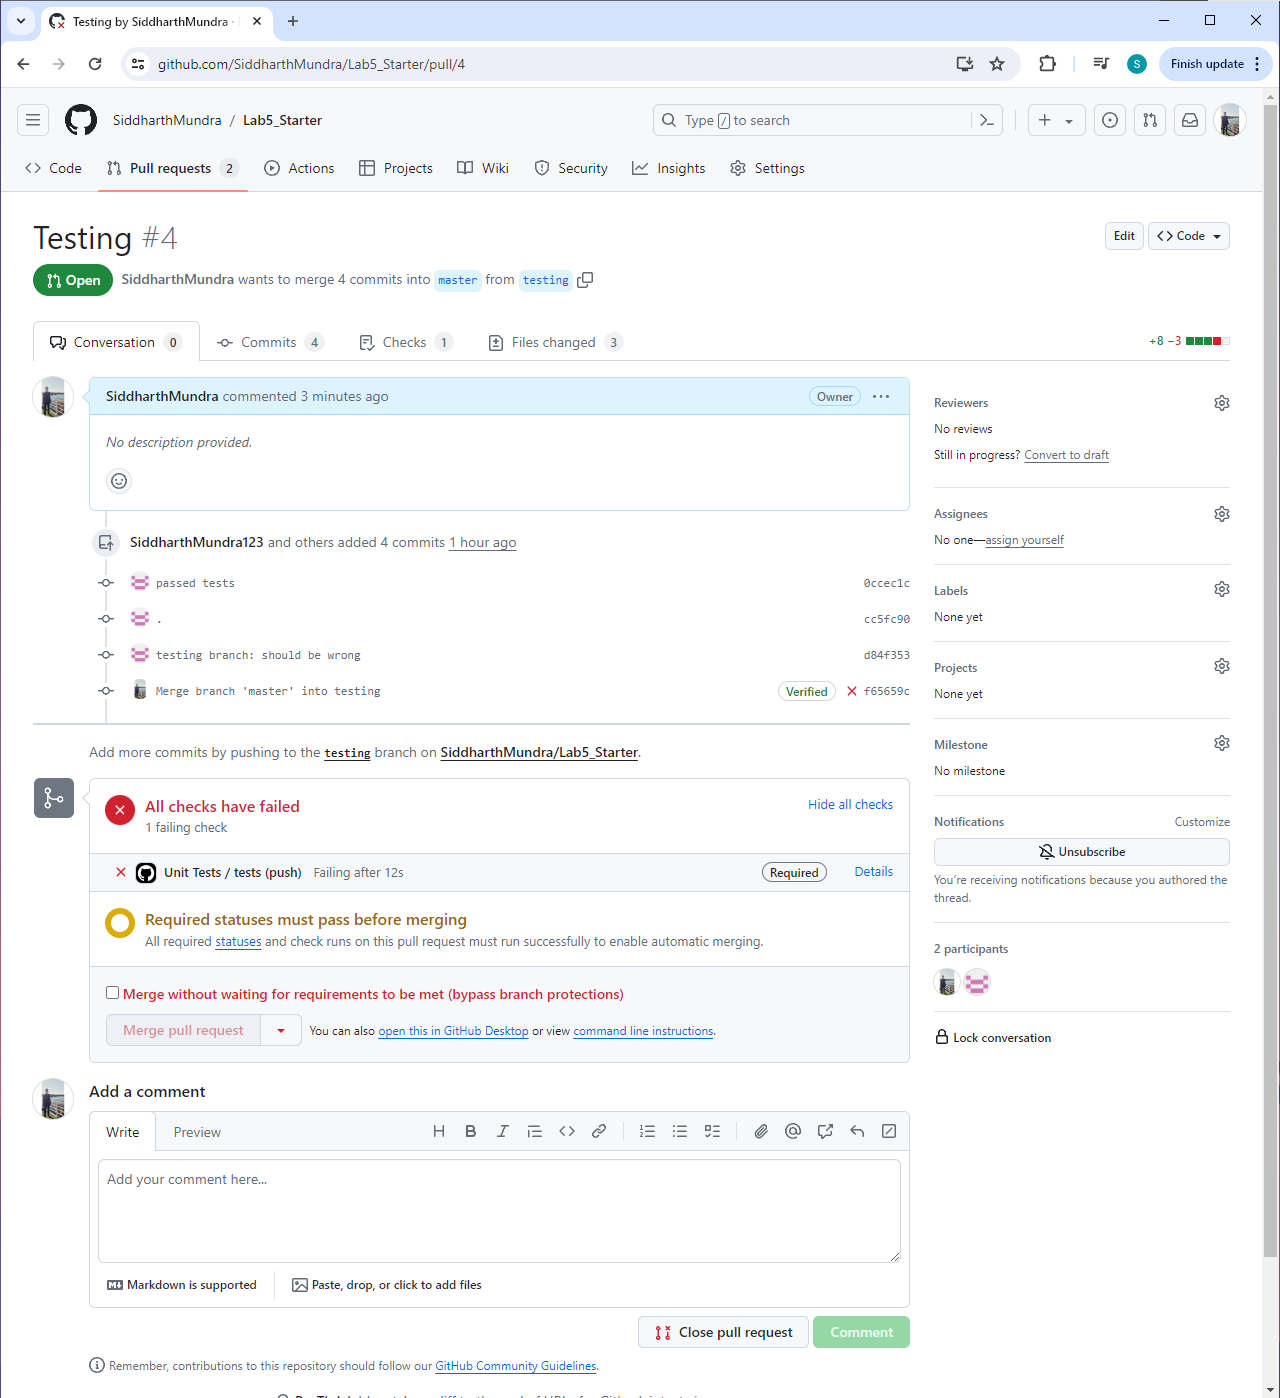 Testing by SiddharthMundra ·
github.com/SiddharthMundra/Lab5_Starter/pull/4
S
Finish update
SiddharthMundra / Lab5_Starter
Type / to search
Code
Pull requests 2
Actions
Projects
Wiki
Security
Insights
Settings
Testing #4
Edit
Code
Open
SiddharthMundra wants to merge 4 commits into master from testing
Conversation 0
Commits 4
Checks 1
Files changed 3
+8 −3
SiddharthMundra commented 3 minutes ago
Owner
No description provided.
SiddharthMundra123 and others added 4 commits 1 hour ago
passed tests 0ccec1c
. cc5fc90
testing branch: should be wrong d84f353
Merge branch 'master' into testing Verified f65659c
Add more commits by pushing to the testing branch on SiddharthMundra/Lab5_Starter.
All checks have failed
Hide all checks
1 failing check
Unit Tests / tests (push) Failing after 12s Required Details
Required statuses must pass before merging
All required statuses and check runs on this pull request must run successfully to enable automatic merging.
Merge without waiting for requirements to be met (bypass branch protections)
Merge pull request
You can also open this in GitHub Desktop or view command line instructions.
Reviewers
No reviews
Still in progress? Convert to draft
Assignees
No one—assign yourself
Labels
None yet
Projects
None yet
Milestone
No milestone
Notifications Customize
Unsubscribe
You're receiving notifications because you authored the
thread.
2 participants
Lock conversation
Add a comment
Write Preview
Add your comment here...
Markdown is supported
Paste, drop, or click to add files
Close pull request
Comment
Remember, contributions to this repository should follow our GitHub Community Guidelines.